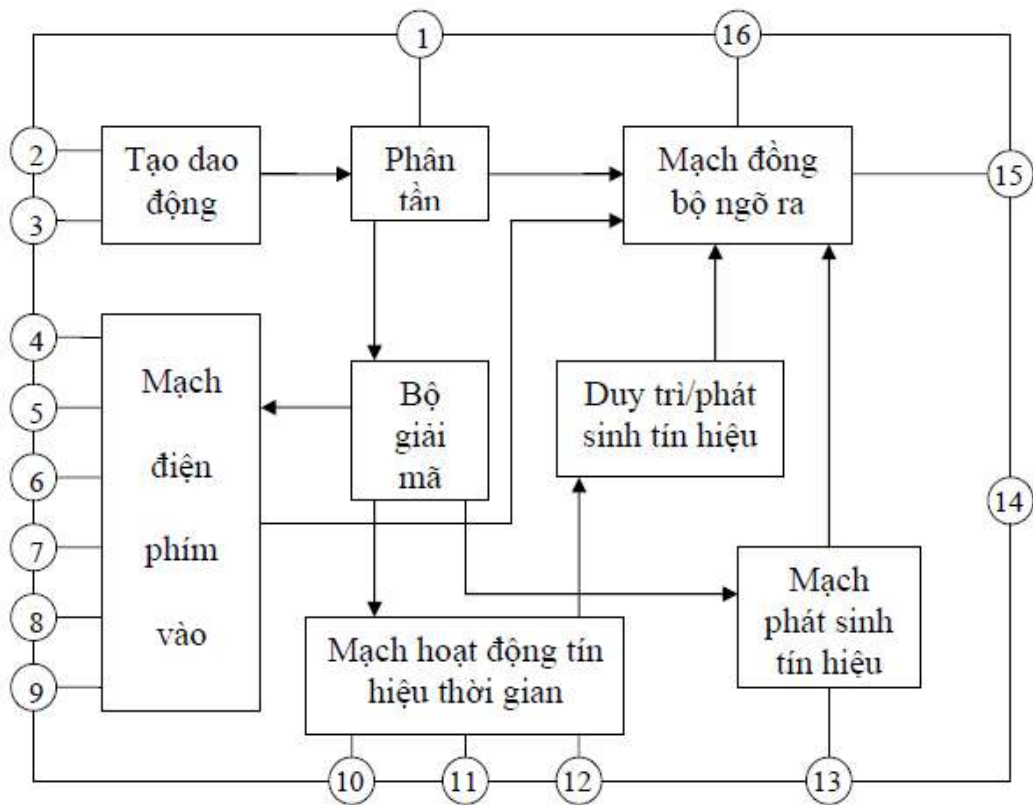 1
16
2
3
Tạo dao
động
Phân
tần
Mạch đồng
bộ ngõ ra
15
4
5
6
7
8
9
Mạch
điện
phím
vào
Bộ
giải
mã
Duy trì/phát
sinh tín hiệu
14
Mạch hoạt động tín
hiệu thời gian
Mạch
phát sinh
tín hiệu
10
11
12
13